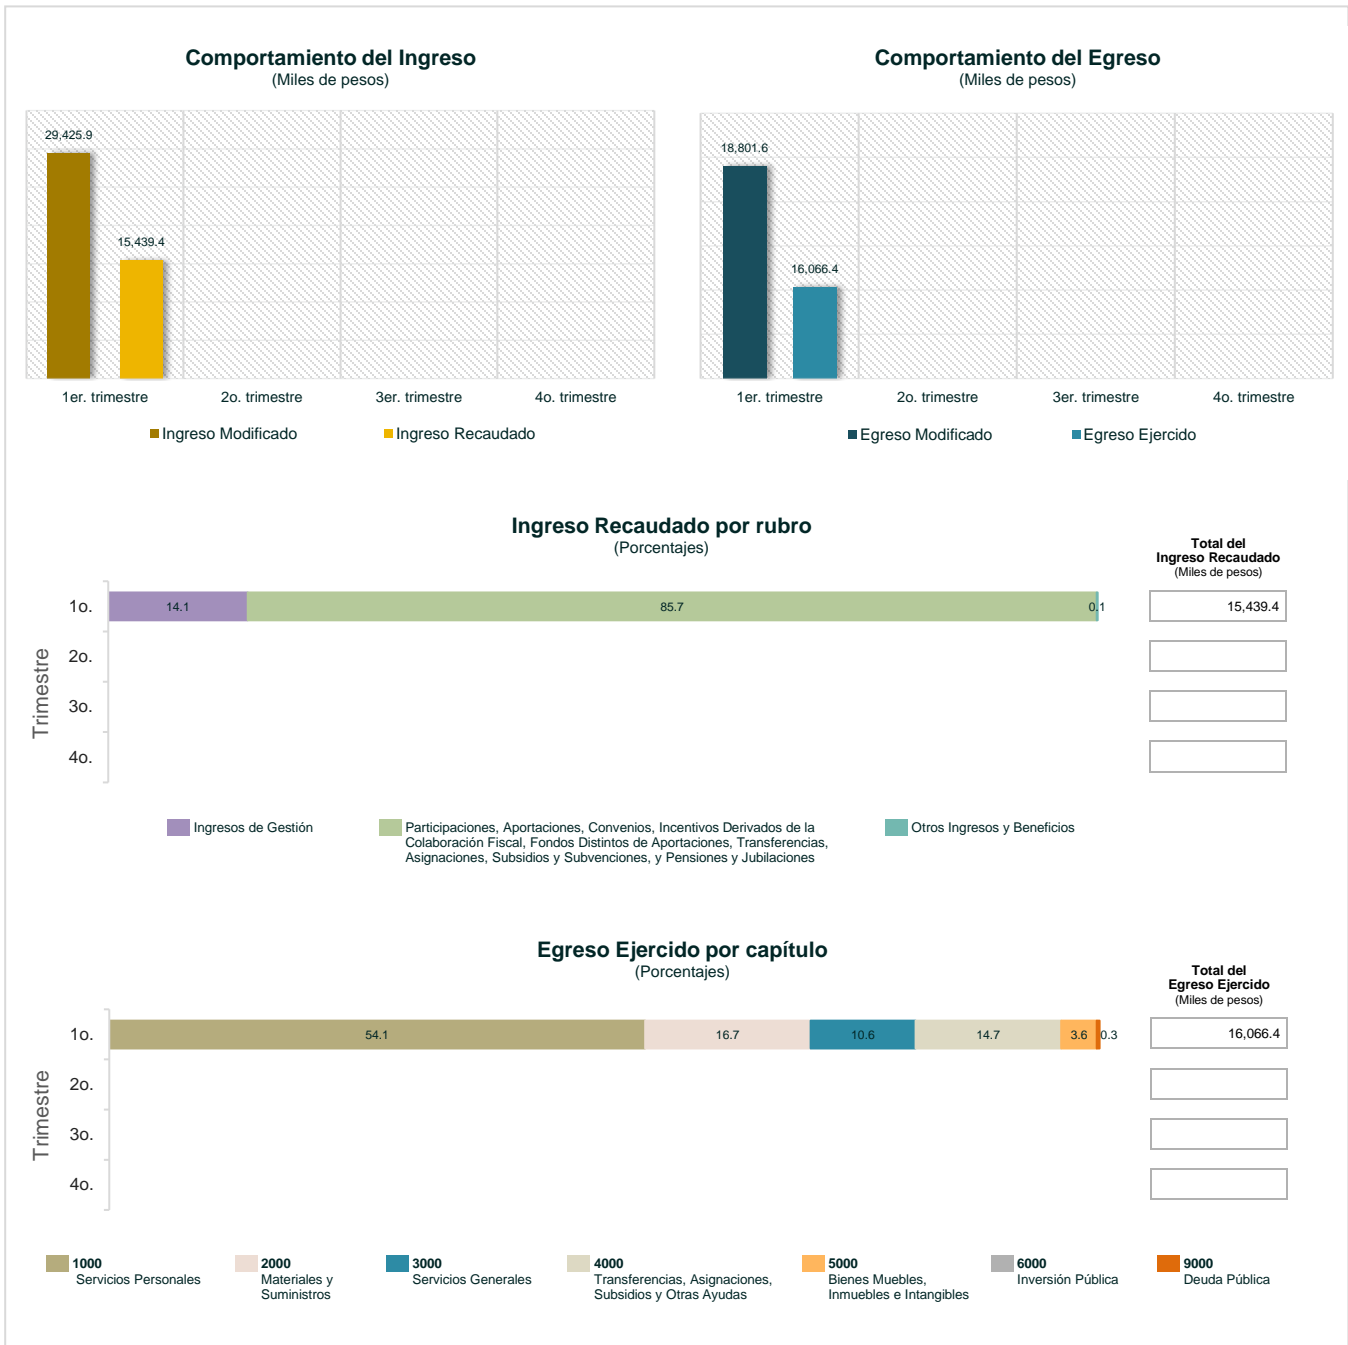 Comportamiento del Ingreso
(Miles de pesos)
29,425.9
15,439.4
1er. trimestre
2o. trimestre
3er. trimestre
4o. trimestre
Ingreso Modificado
Ingreso Recaudado
Comportamiento del Egreso
(Miles de pesos)
18,801.6
16,066.4
1er. trimestre
2o. trimestre
3er. trimestre
4o. trimestre
Egreso Modificado
Egreso Ejercido
Ingreso Recaudado por rubro
(Porcentajes)
Total del
Ingreso Recaudado
(Miles de pesos)
Trimestre
1o.
14.1
85.7
0.1
15,439.4
2o.
3o.
4o.
Ingresos de Gestión
Participaciones, Aportaciones, Convenios, Incentivos Derivados de la
Colaboración Fiscal, Fondos Distintos de Aportaciones, Transferencias,
Asignaciones, Subsidios y Subvenciones, y Pensiones y Jubilaciones
Otros Ingresos y Beneficios
Egreso Ejercido por capítulo
(Porcentajes)
Total del
Egreso Ejercido
(Miles de pesos)
Trimestre
1o.
54.1
16.7
10.6
14.7
3.6
0.3
16,066.4
2o.
3o.
4o.
1000
Servicios Personales
2000
Materiales y
Suministros
3000
Servicios Generales
4000
Transferencias, Asignaciones,
Subsidios y Otras Ayudas
5000
Bienes Muebles,
Inmuebles e Intangibles
6000
Inversión Pública
9000
Deuda Pública